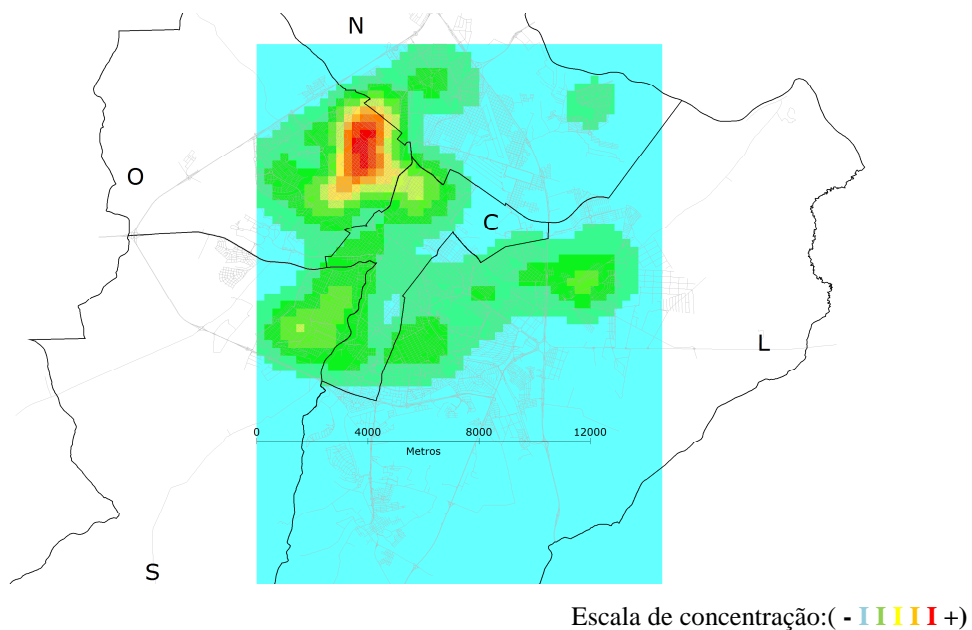 N
O
C
L
0 4000 8000 12000
Metros
S
Escala de concentração:( - I I I I I +)